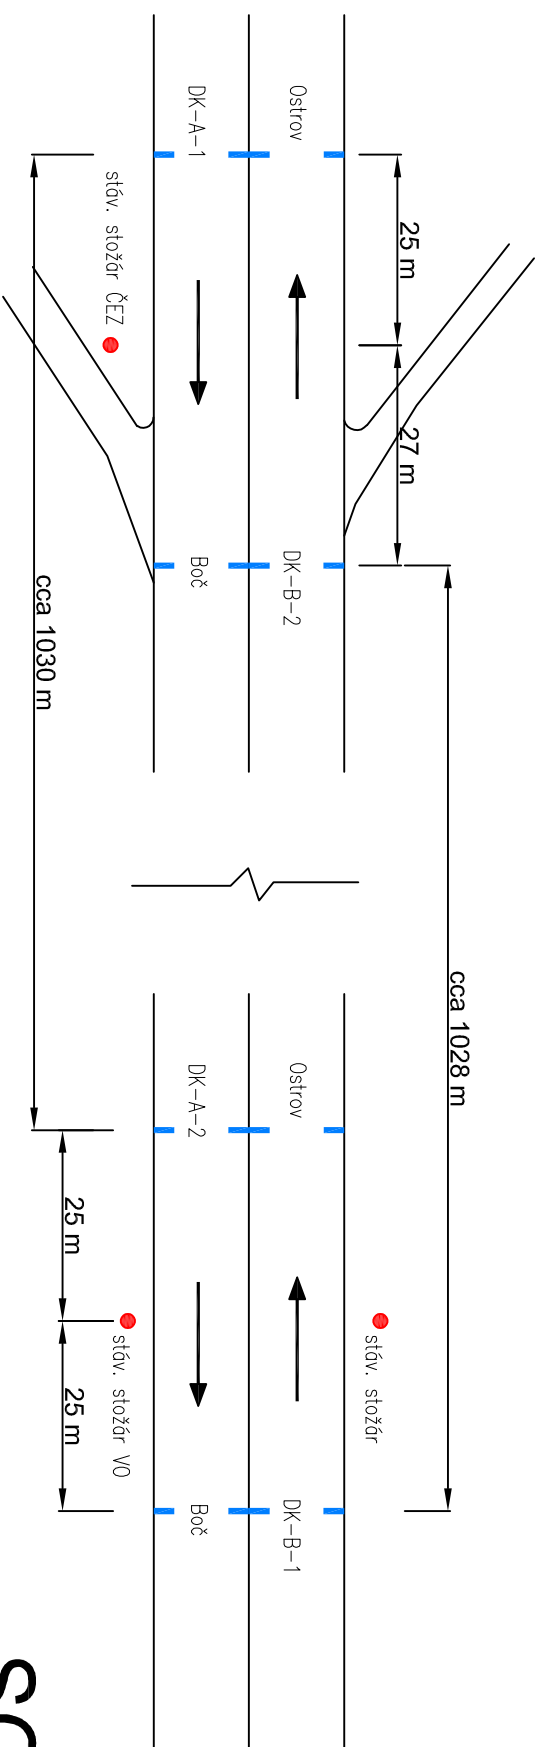 Ostrov
DK-A-1
25 m
stáv. stožár ČEZ
27 m
DK-B-2
Boč
cca 1030 m
cca 1028 m
Ostrov
DK-A-2
25 m
stáv. stožár
stáv. stožár VO
25 m
DK-B-1
Boč